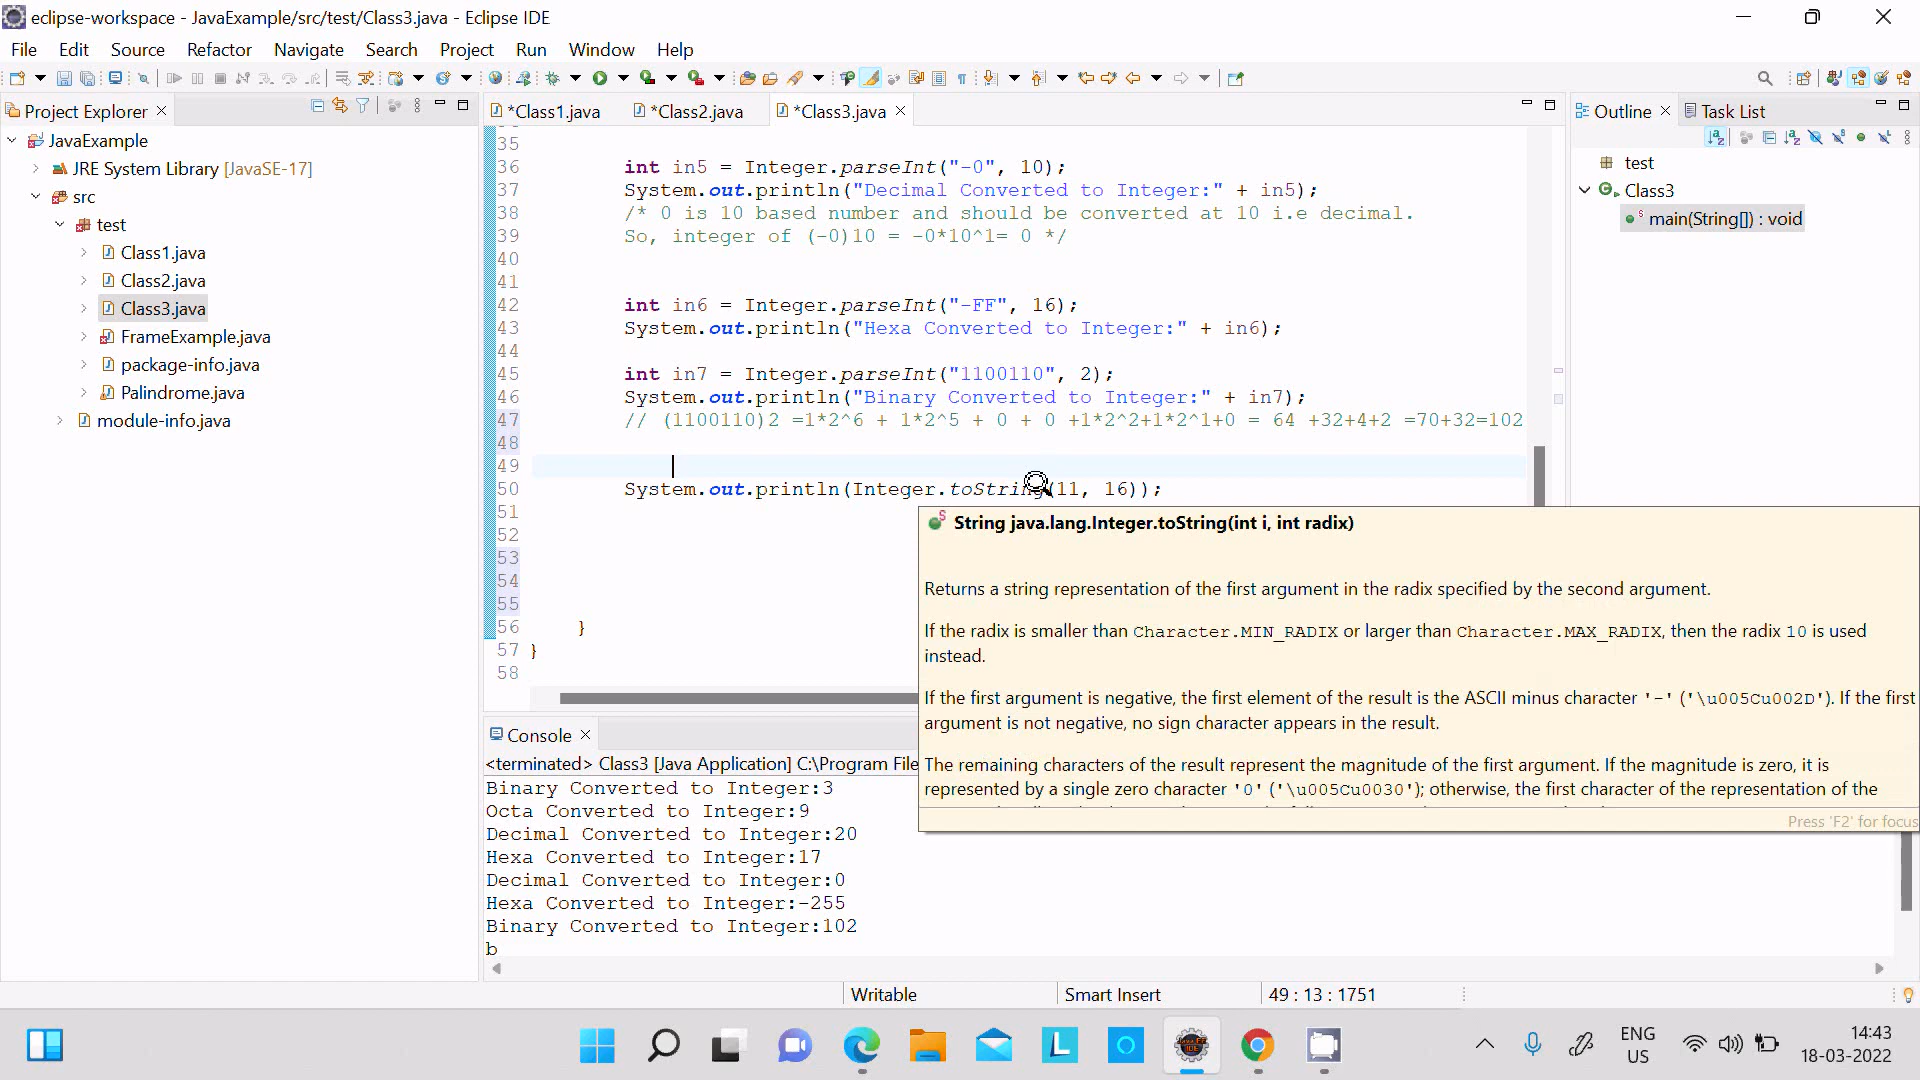 eclipse-workspace - JavaExample/src/test/Class3.java - Eclipse IDE
File Edit Source Refactor Navigate Search Project Run Window Help
Project Explorer
JavaExample
JRE System Library [JavaSE-17]
src
test
Class1.java
Class2.java
Class3.java
FrameExample.java
package-info.java
Palindrome.java
module-info.java
*Class1.java *Class2.java *Class3.java
35
36 int in5 = Integer.parseInt("-0", 10);
37 System.out.println("Decimal Converted to Integer:" + in5);
38 /* 0 is 10 based number and should be converted at 10 i.e decimal.
39 So, integer of (-0)10 = -0*10^1= 0 */
40
41
42 int in6 = Integer.parseInt("-FF", 16);
43 System.out.println("Hexa Converted to Integer:" + in6);
44
45 int in7 = Integer.parseInt("1100110", 2);
46 System.out.println("Binary Converted to Integer:" + in7);
47 // (1100110)2 =1*2^6 + 1*2^5 + 0 + 0 +1*2^2+1*2^1+0 = 64 +32+4+2 =70+32=102
48
49
50 System.out.println(Integer.toString(11, 16));
51
52
53
54
55
56 }
57 }
58
String java.lang.Integer.toString(int i, int radix)
Returns a string representation of the first argument in the radix specified by the second argument.
If the radix is smaller than Character.MIN_RADIX or larger than Character.MAX_RADIX, then the radix 10 is used
instead.
If the first argument is negative, the first element of the result is the ASCII minus character '-' ('\u005Cu002D'). If the first
argument is not negative, no sign character appears in the result.
The remaining characters of the result represent the magnitude of the first argument. If the magnitude is zero, it is
represented by a single zero character '0' ('\u005Cu0030'); otherwise, the first character of the representation of the
Press 'F2' for focus
Outline Task List
test
Class3
main(String[]) : void
Console
<terminated> Class3 [Java Application] C:\Program File
Binary Converted to Integer:3
Octa Converted to Integer:9
Decimal Converted to Integer:20
Hexa Converted to Integer:17
Decimal Converted to Integer:0
Hexa Converted to Integer:-255
Binary Converted to Integer:102
b
Writable Smart Insert 49 : 13 : 1751
L
ENG
US
14:43
18-03-2022